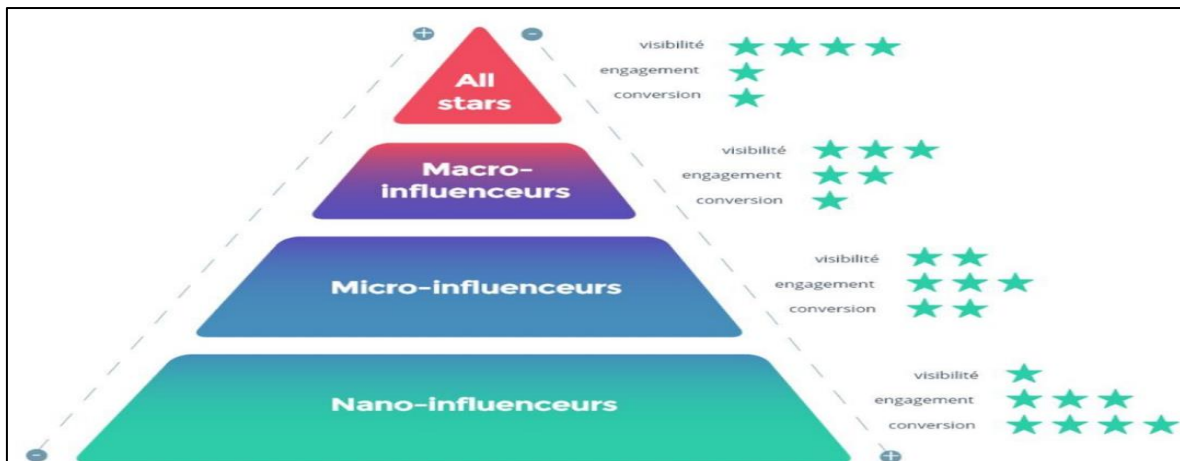 +
-
visibilité
engagement
conversion
All
stars
visibilité
engagement
conversion
Macro-
influenceurs
visibilité
engagement
conversion
Micro-influenceurs
visibilité
engagement
conversion
Nano-influenceurs
-
+